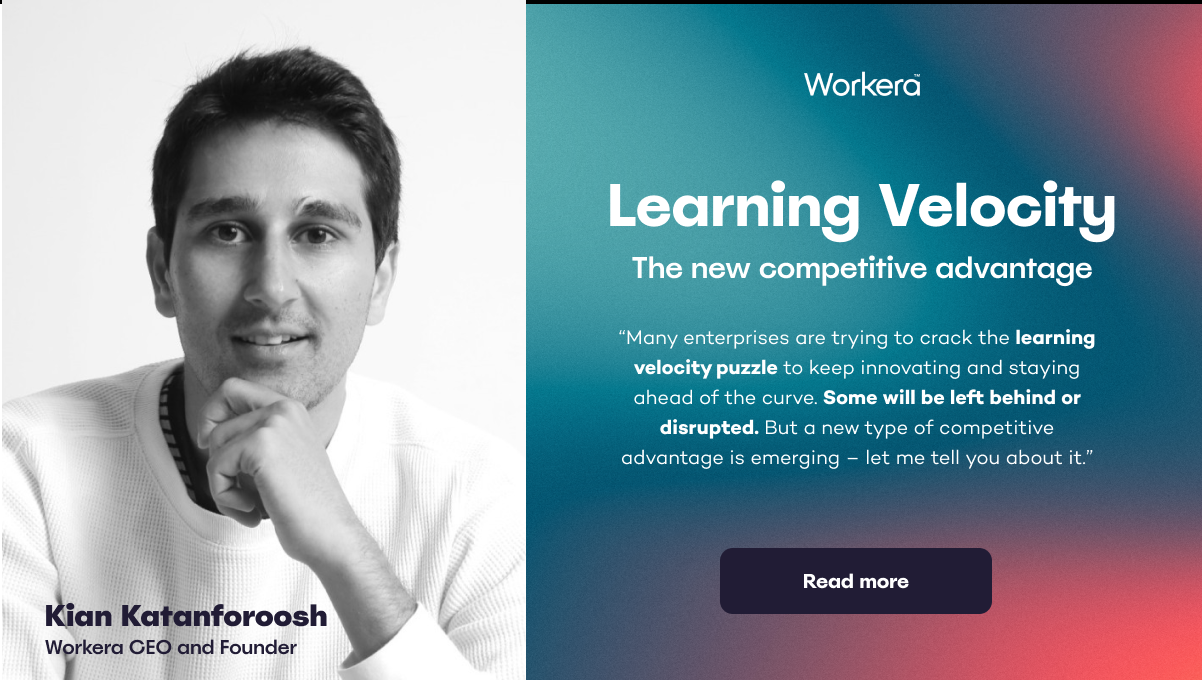 Kian Katanforoosh
Workera CEO and Founder
Workera™
Learning Velocity
The new competitive advantage
“Many enterprises are trying to crack the learning
velocity puzzle to keep innovating and staying
ahead of the curve. Some will be left behind or
disrupted. But a new type of competitive
advantage is emerging – let me tell you about it.”
Read more